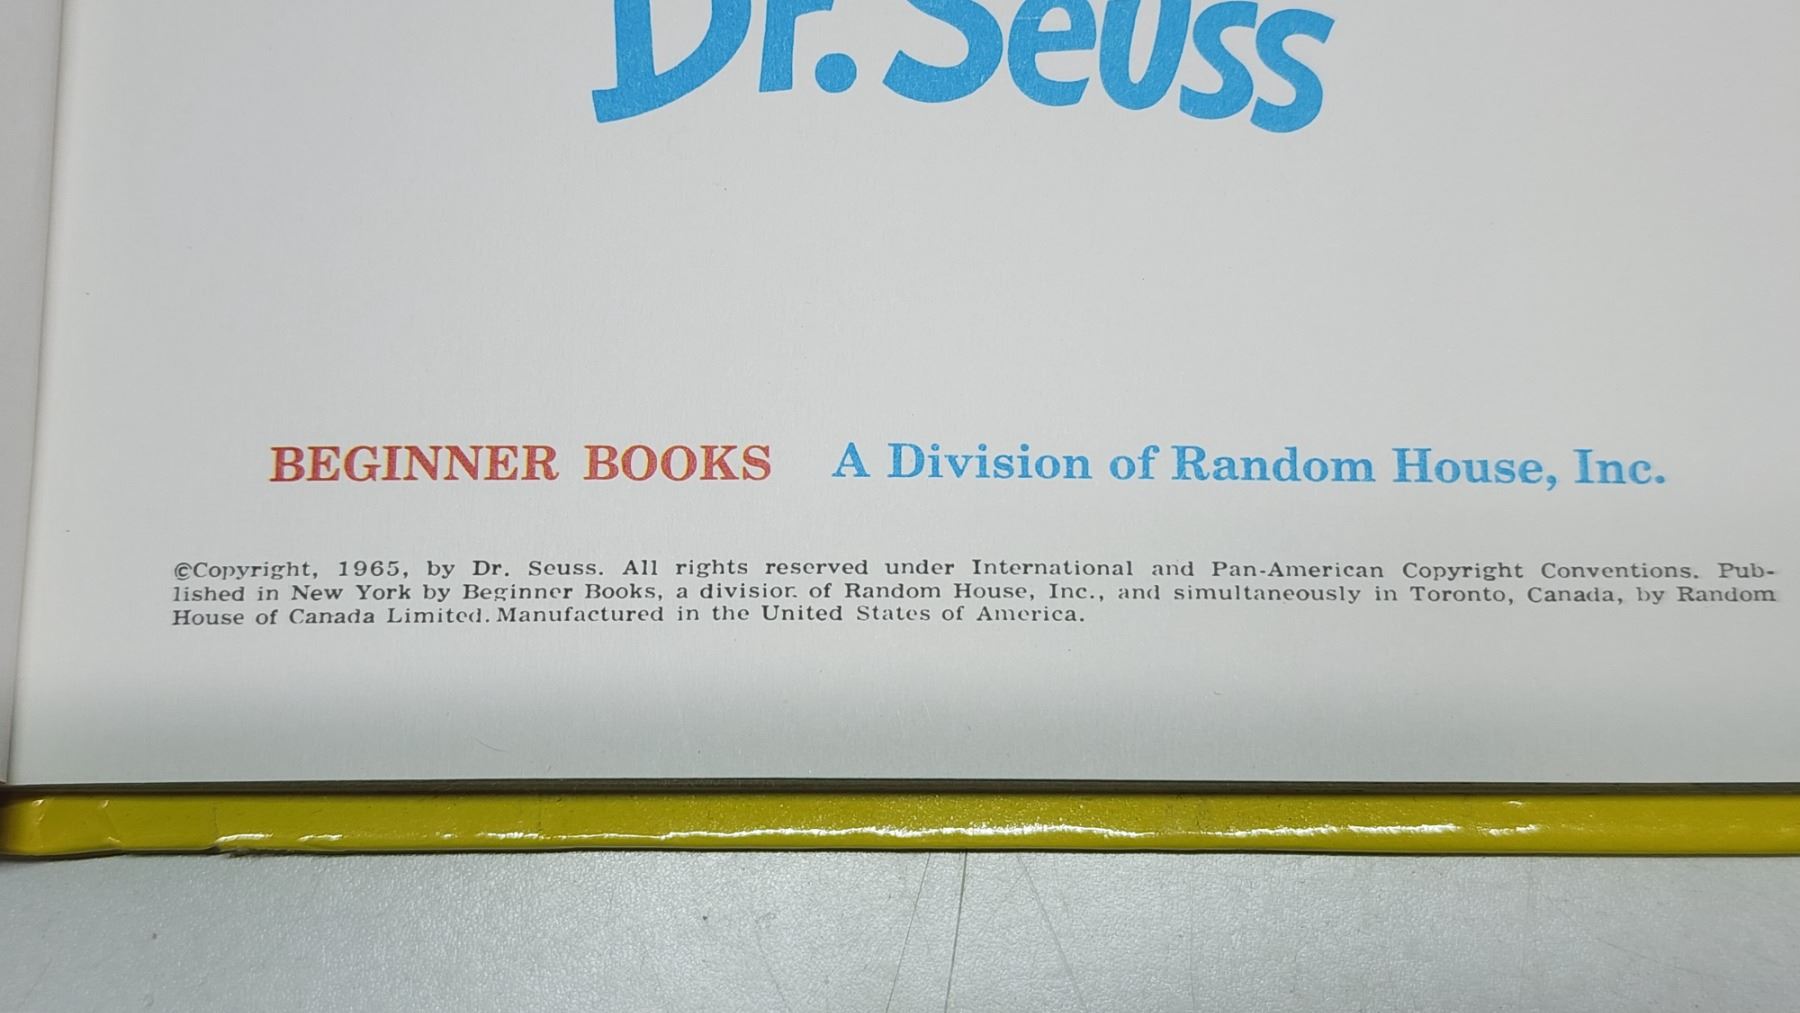 Dr. Seuss
BEGINNER BOOKS A Division of Random House, Inc.
©Copyright, 1965, by Dr. Seuss. All rights reserved under International and Pan-American Copyright Conventions. Pub-
lished in New York by Beginner Books, a division of Random House, Inc., and simultaneously in Toronto, Canada, by Random
House of Canada Limited. Manufactured in the United States of America.